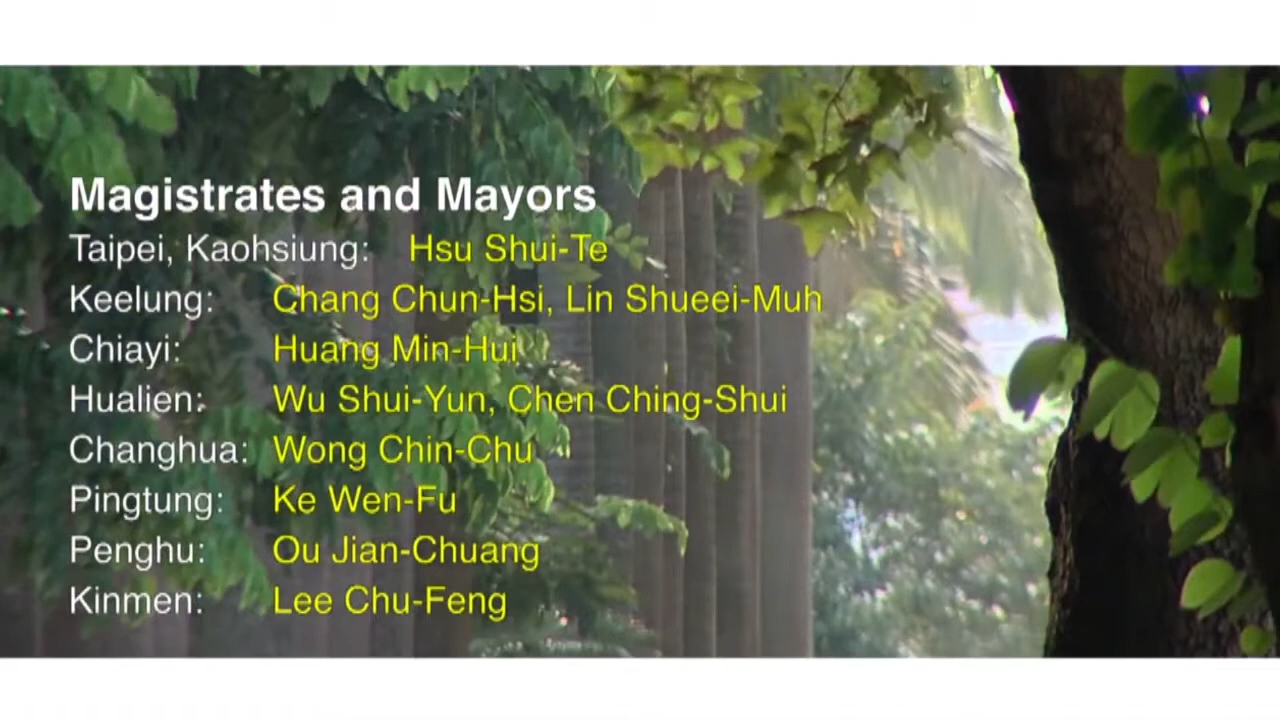 Magistrates and Mayors
Taipei, Kaohsiung: Hsu Shui-Te
Keelung: Chang Chun-Hsi, Lin Shueei-Muh
Chiayi: Huang Min-Hui
Hualien: Wu Shui-Yun, Chen Ching-Shui
Changhua: Wong Chin-Chu
Pingtung: Ke Wen-Fu
Penghu: Ou Jian-Chuang
Kinmen: Lee Chu-Feng